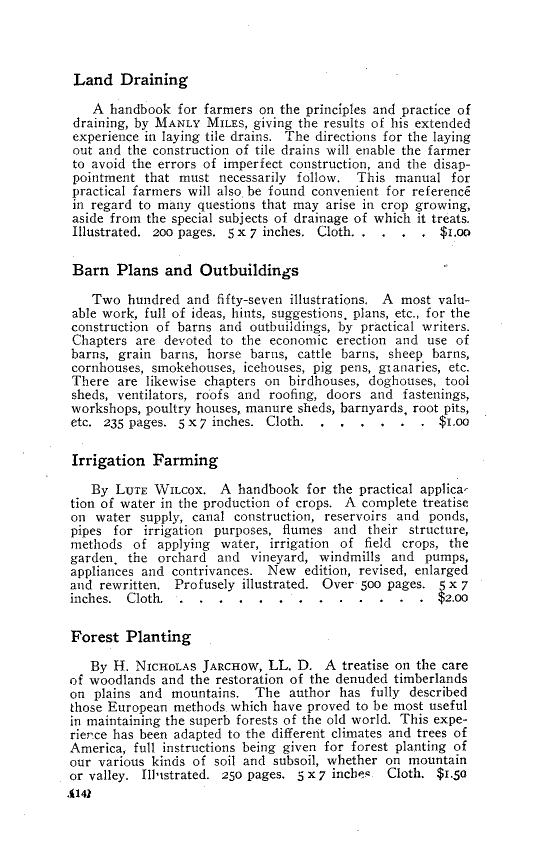 Land Draining
A handbook for farmers on the principles and practice of
draining, by MANLY MILES, giving the results of his extended
experience in laying tile drains. The directions for the laying
out and the construction of tile drains will enable the farmer
to avoid the errors of imperfect construction, and the disap-
pointment that must necessarily follow. This manual for
practical farmers will also be found convenient for reference
in regard to many questions that may arise in crop growing,
aside from the special subjects of drainage of which it treats.
Illustrated. 200 pages. 5 x 7 inches. Cloth. . . . . $1.00
Barn Plans and Outbuildings
Two hundred and fifty-seven illustrations. A most valu-
able work, full of ideas, hints, suggestions, plans, etc., for the
construction of barns and outbuildings, by practical writers.
Chapters are devoted to the economic erection and use of
barns, grain barns, horse barns, cattle barns, sheep barns,
cornhouses, smokehouses, icehouses, pig pens, granaries, etc.
There are likewise chapters on birdhouses, doghouses, tool
sheds, ventilators, roofs and roofing, doors and fastenings,
workshops, poultry houses, manure sheds, barnyards, root pits,
etc. 235 pages. 5 x 7 inches. Cloth. . . . . . . $1.00
Irrigation Farming
By LUTE WILCOX. A handbook for the practical applica-
tion of water in the production of crops. A complete treatise
on water supply, canal construction, reservoirs and ponds,
pipes for irrigation purposes, flumes and their structure,
methods of applying water, irrigation of field crops, the
garden, the orchard and vineyard, windmills and pumps,
appliances and contrivances. New edition, revised, enlarged
and rewritten. Profusely illustrated. Over 500 pages. 5 x 7
inches. Cloth. . . . . . . . . . . . . . $2.00
Forest Planting
By H. NICHOLAS JARCHOW, LL. D. A treatise on the care
of woodlands and the restoration of the denuded timberlands
on plains and mountains. The author has fully described
those European methods which have proved to be most useful
in maintaining the superb forests of the old world. This expe-
rience has been adapted to the different climates and trees of
America, full instructions being given for forest planting of
our various kinds of soil and subsoil, whether on mountain
or valley. Illustrated. 250 pages. 5 x 7 inches. Cloth. $1.50
(14)